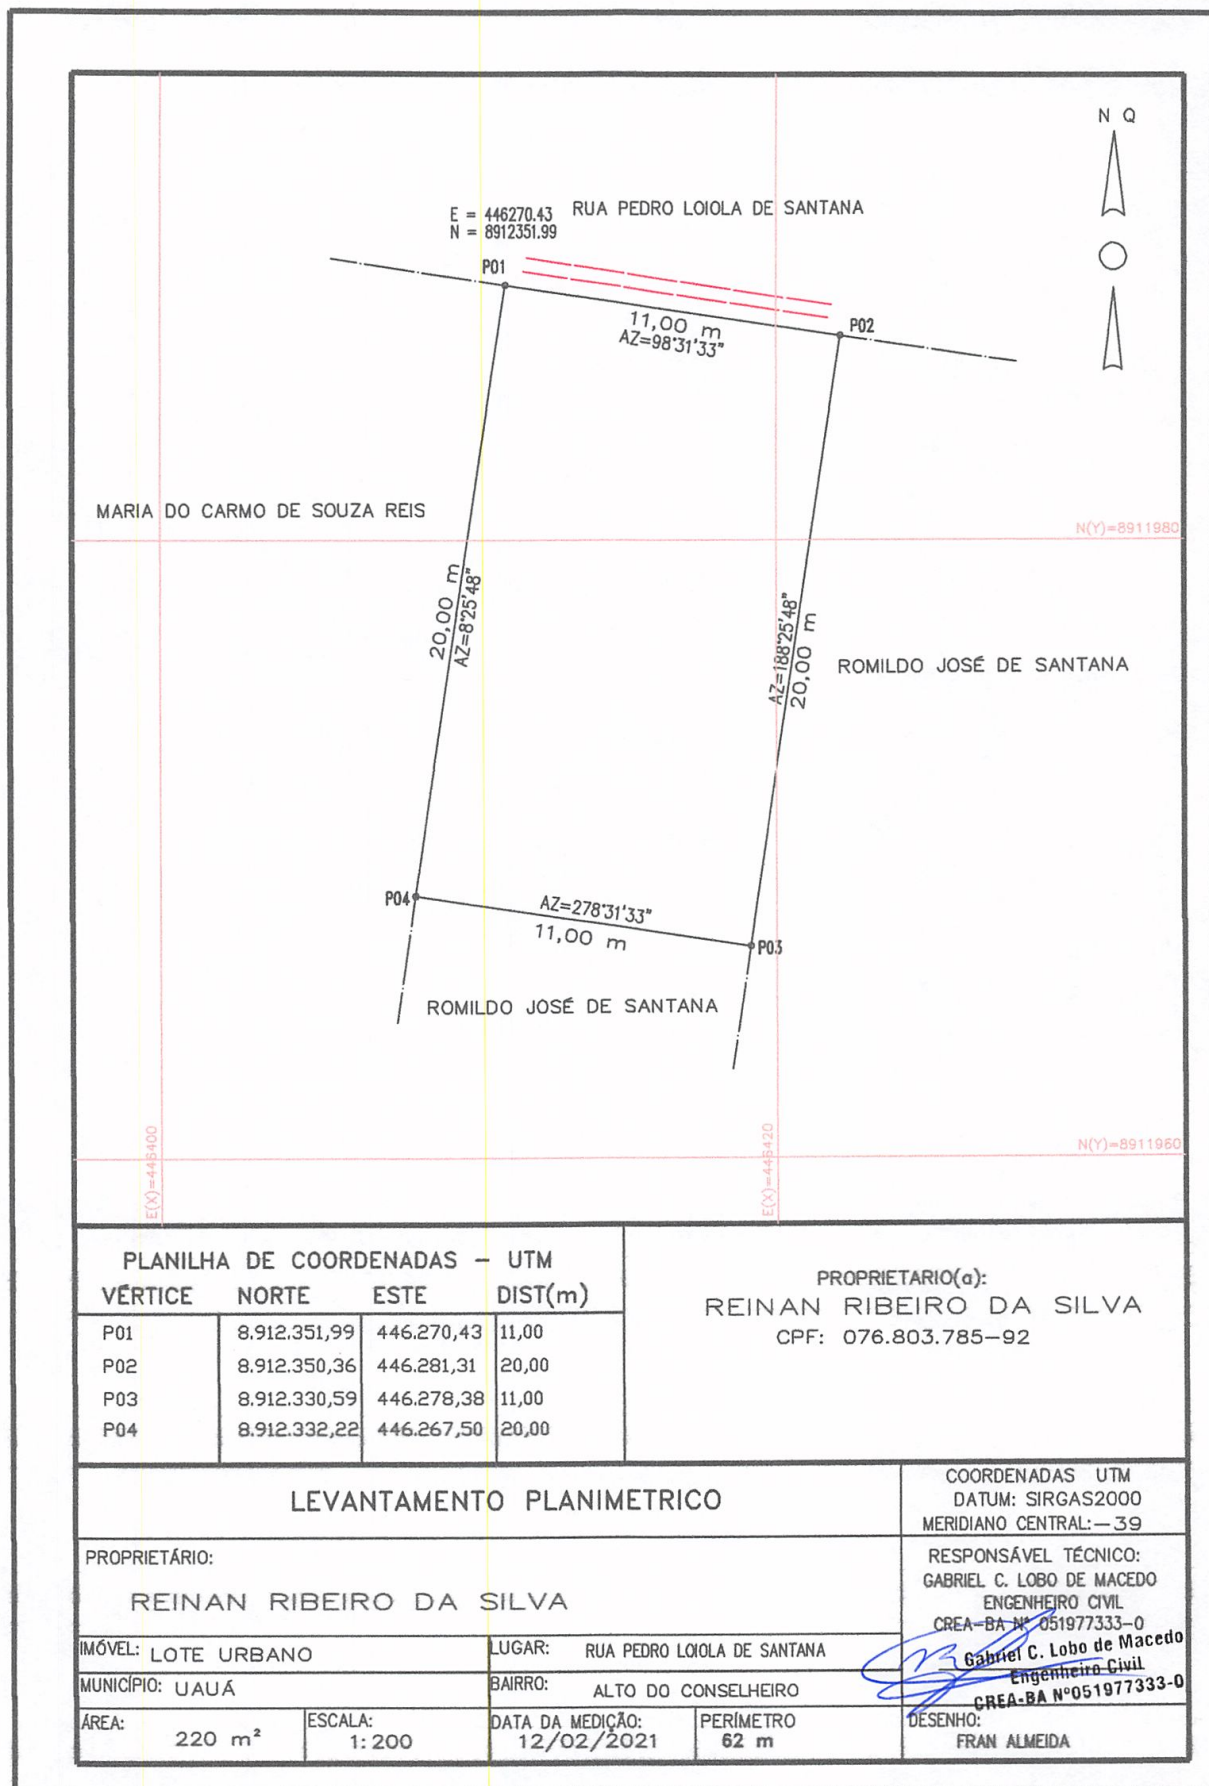 N Q
E = 446270.43 RUA PEDRO LOIOLA DE SANTANA
N = 8912351.99
P01
P02
11,00 m
AZ=98°31'33"
MARIA DO CARMO DE SOUZA REIS
N(Y)=8911980
20,00 m
AZ=8°25'48"
AZ=188°25'48"
20,00 m
ROMILDO JOSÉ DE SANTANA
P04
AZ=278°31'33"
11,00 m
P03
ROMILDO JOSÉ DE SANTANA
E(X)=446400
E(X)=446420
N(Y)=8911960
PLANILHA DE COORDENADAS - UTM
VÉRTICE NORTE ESTE DIST(m)
P01 8.912.351,99 446.270,43 11,00
P02 8.912.350,36 446.281,31 20,00
P03 8.912.330,59 446.278,38 11,00
P04 8.912.332,22 446.267,50 20,00
PROPRIETARIO(a):
REINAN RIBEIRO DA SILVA
CPF: 076.803.785-92
LEVANTAMENTO PLANIMETRICO
COORDENADAS UTM
DATUM: SIRGAS2000
MERIDIANO CENTRAL:-39
PROPRIETÁRIO:
REINAN RIBEIRO DA SILVA
RESPONSÁVEL TÉCNICO:
GABRIEL C. LOBO DE MACEDO
ENGENHEIRO CIVIL
CREA-BA Nº 051977333-0
Gabriel C. Lobo de Macedo
Engenheiro Civil
CREA-BA Nº051977333-0
IMÓVEL: LOTE URBANO
LUGAR: RUA PEDRO LOIOLA DE SANTANA
MUNICÍPIO: UAUÁ
BAIRRO: ALTO DO CONSELHEIRO
ÁREA: 220 m²
ESCALA: 1:200
DATA DA MEDIÇÃO: 12/02/2021
PERÍMETRO 62 m
DESENHO:
FRAN ALMEIDA